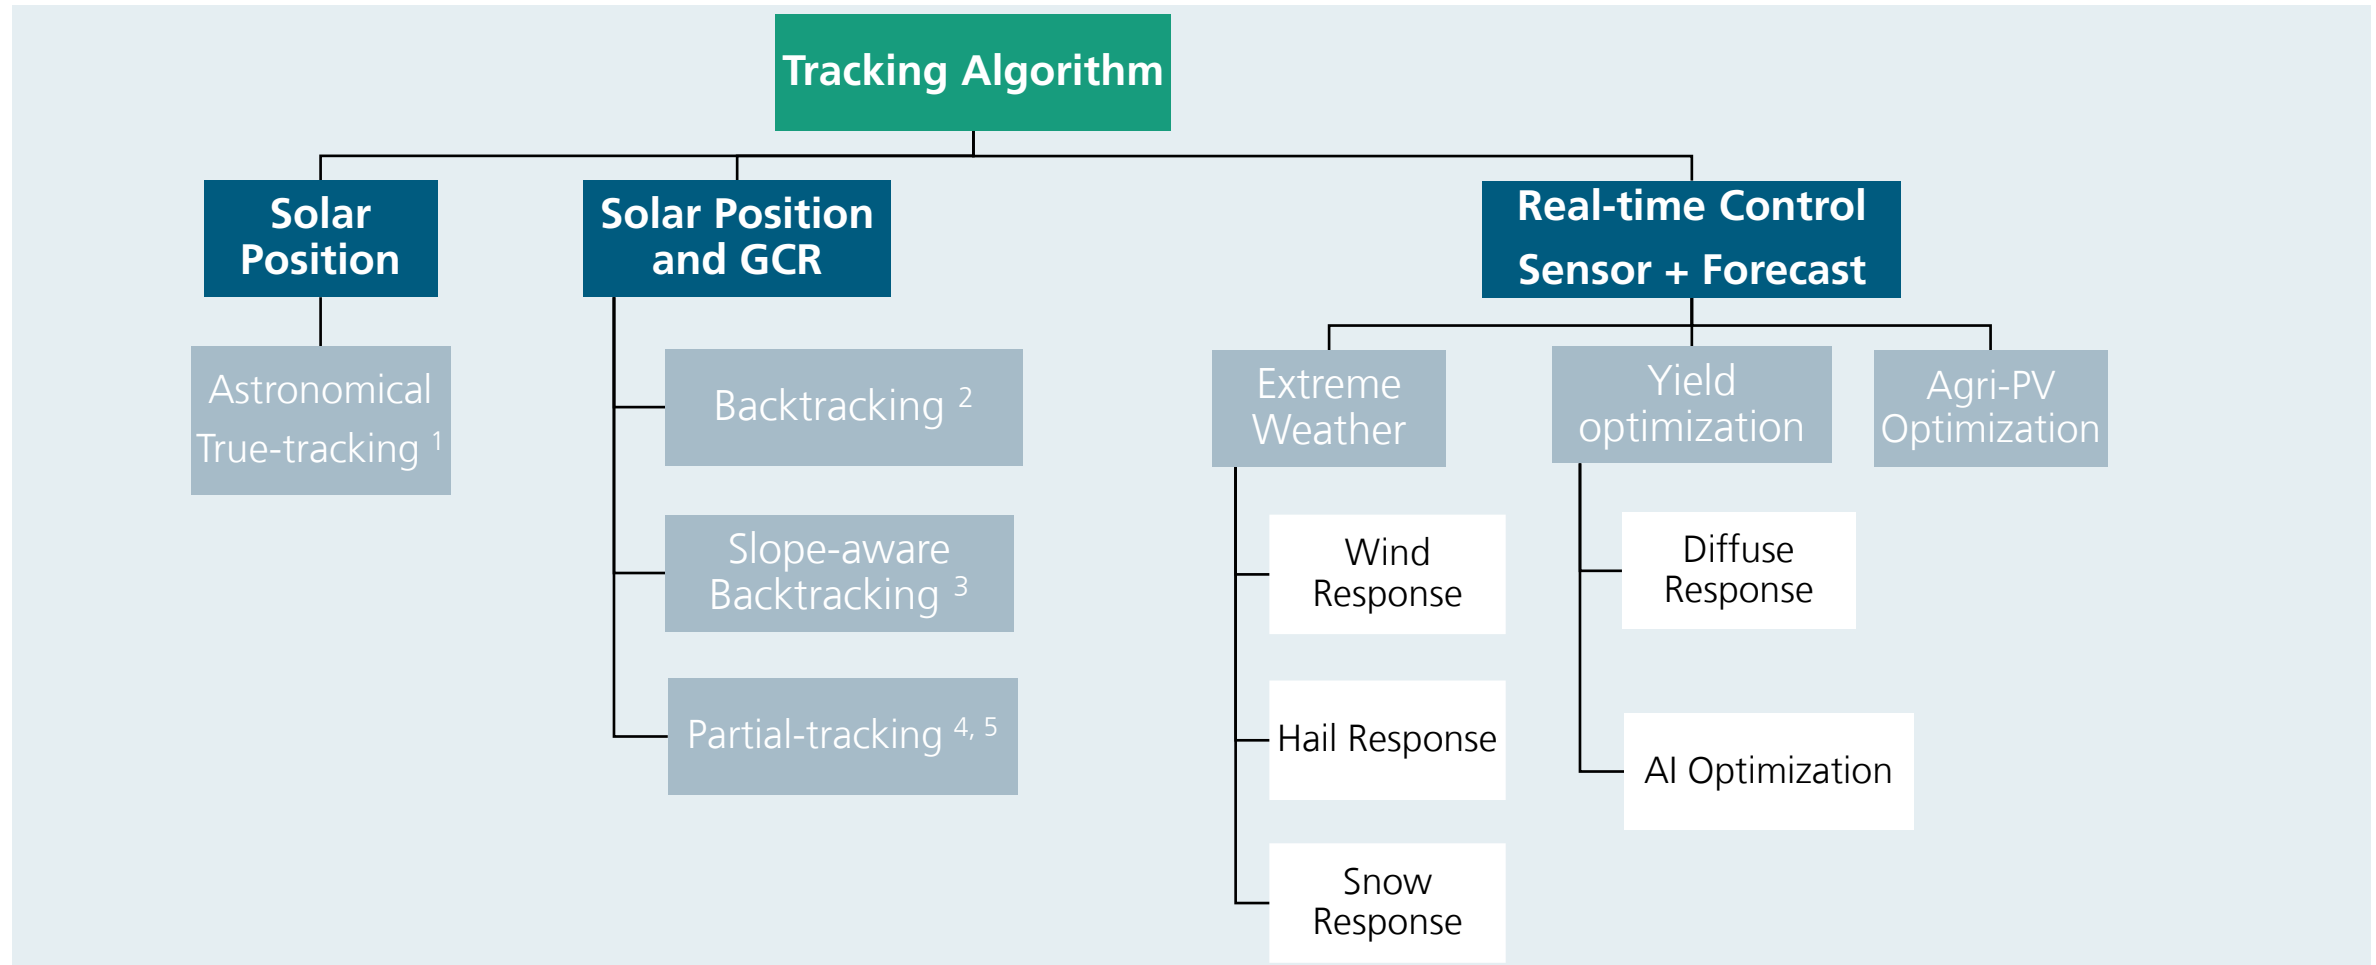 Tracking Algorithm
Solar
Position
Solar Position
and GCR
Real-time Control
Sensor + Forecast
Astronomical
True-tracking 1
Backtracking 2
Slope-aware
Backtracking 3
Partial-tracking 4, 5
Extreme
Weather
Yield
optimization
Agri-PV
Optimization
Wind
Response
Hail Response
Snow
Response
Diffuse
Response
AI Optimization